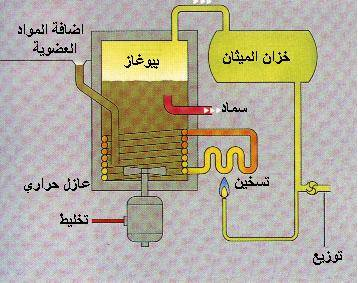 اضافة المواد
العضوية
بيوغاز
خزان الميثان
سماد
تسخين
عازل حراري
تخليط
توزيع